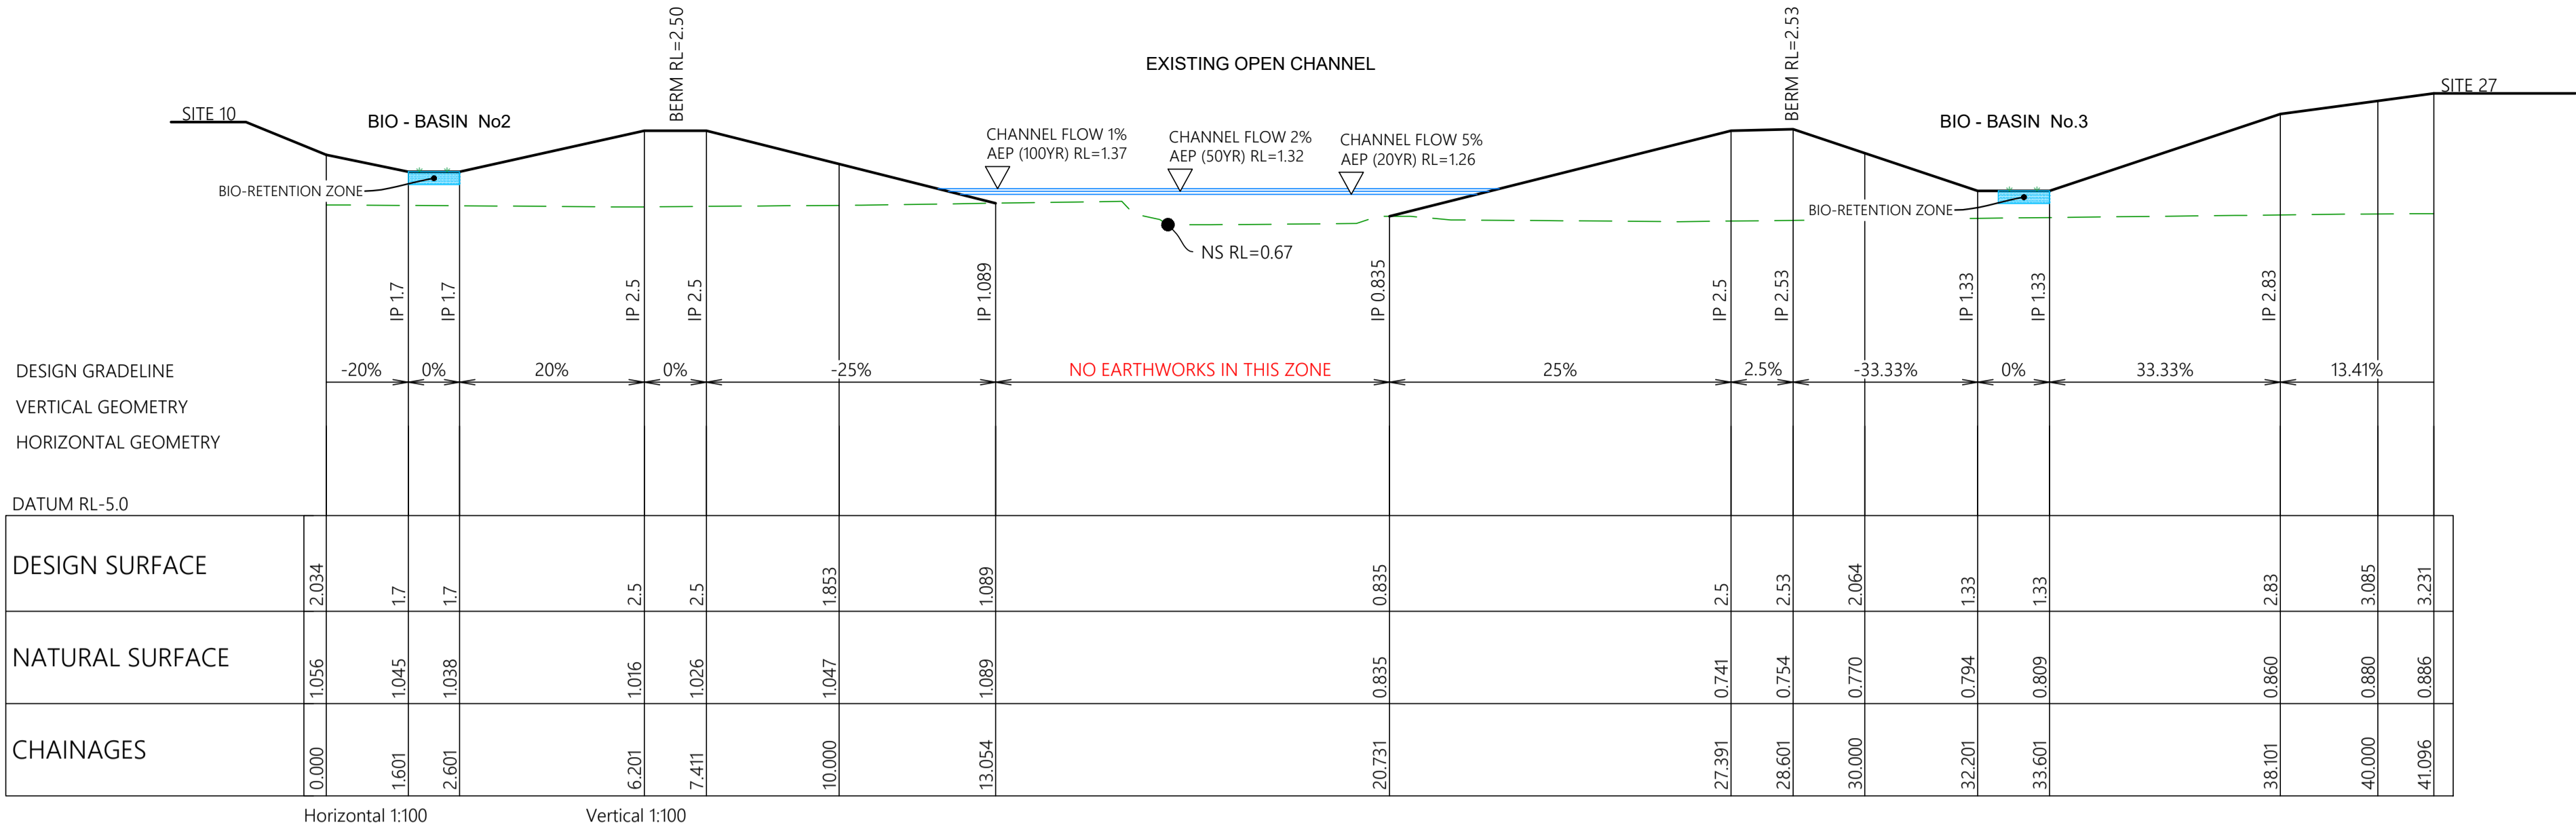 BERM RL=2.50
BERM RL=2.53
EXISTING OPEN CHANNEL
SITE 27
SITE 10
BIO - BASIN No2
BIO - BASIN No.3
CHANNEL FLOW 1%
AEP (100YR) RL=1.37
CHANNEL FLOW 2%
AEP (50YR) RL=1.32
CHANNEL FLOW 5%
AEP (20YR) RL=1.26
BIO-RETENTION ZONE
BIO-RETENTION ZONE
NS RL=0.67
IP 1.7
IP 1.7
IP 2.5
IP 2.5
IP 1.089
IP 0.835
IP 2.5
IP 2.53
IP 1.33
IP 1.33
IP 2.83
DESIGN GRADELINE
-20%
0%
20%
0%
-25%
NO EARTHWORKS IN THIS ZONE
25%
2.5%
-33.33%
0%
33.33%
13.41%
VERTICAL GEOMETRY
HORIZONTAL GEOMETRY
DATUM RL-5.0
DESIGN SURFACE
2.034
1.7
1.7
2.5
2.5
1.853
1.089
0.835
2.5
2.53
2.064
1.33
1.33
2.83
3.085
3.231
NATURAL SURFACE
1.056
1.045
1.038
1.016
1.026
1.047
1.089
0.835
0.741
0.754
0.770
0.794
0.809
0.860
0.880
0.886
CHAINAGES
0.000
1.601
2.601
6.201
7.411
10.000
13.054
20.731
27.391
28.601
30.000
32.201
33.601
38.101
40.000
41.096
Horizontal 1:100
Vertical 1:100